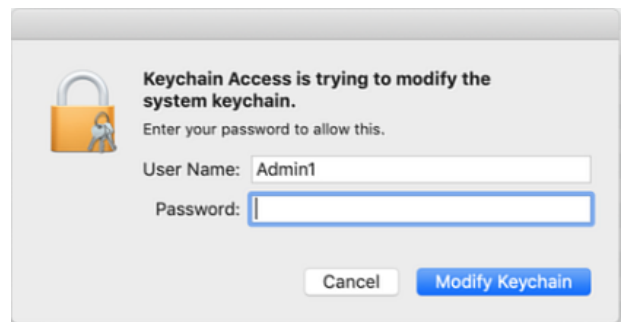 Keychain Access is trying to modify the
system keychain.
Enter your password to allow this.
User Name: Admin1
Password:
Cancel Modify Keychain